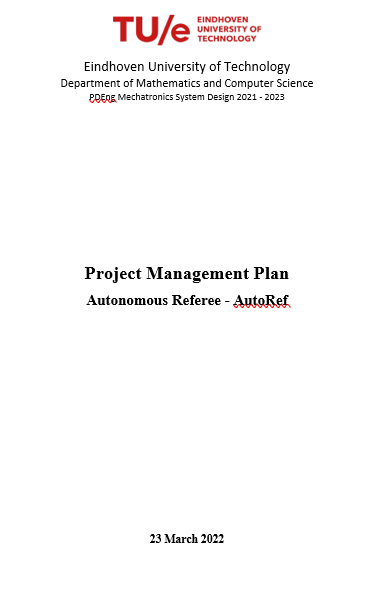 TU/e EINDHOVEN
UNIVERSITY OF
TECHNOLOGY
Eindhoven University of Technology
Department of Mathematics and Computer Science
PDEng Mechatronics System Design 2021 - 2023
Project Management Plan
Autonomous Referee - AutoRef
23 March 2022